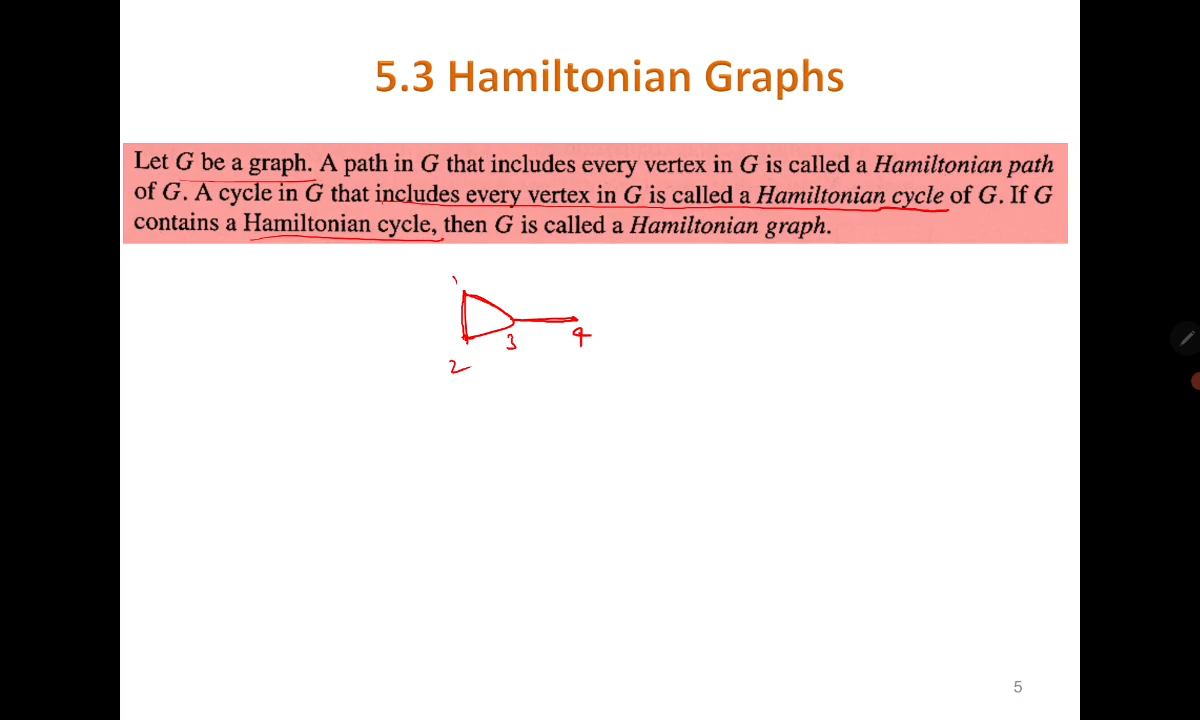 5.3 Hamiltonian Graphs
Let G be a graph. A path in G that includes every vertex in G is called a Hamiltonian path
of G. A cycle in G that includes every vertex in G is called a Hamiltonian cycle of G. If G
contains a Hamiltonian cycle, then G is called a Hamiltonian graph.
1
3
4
2
5